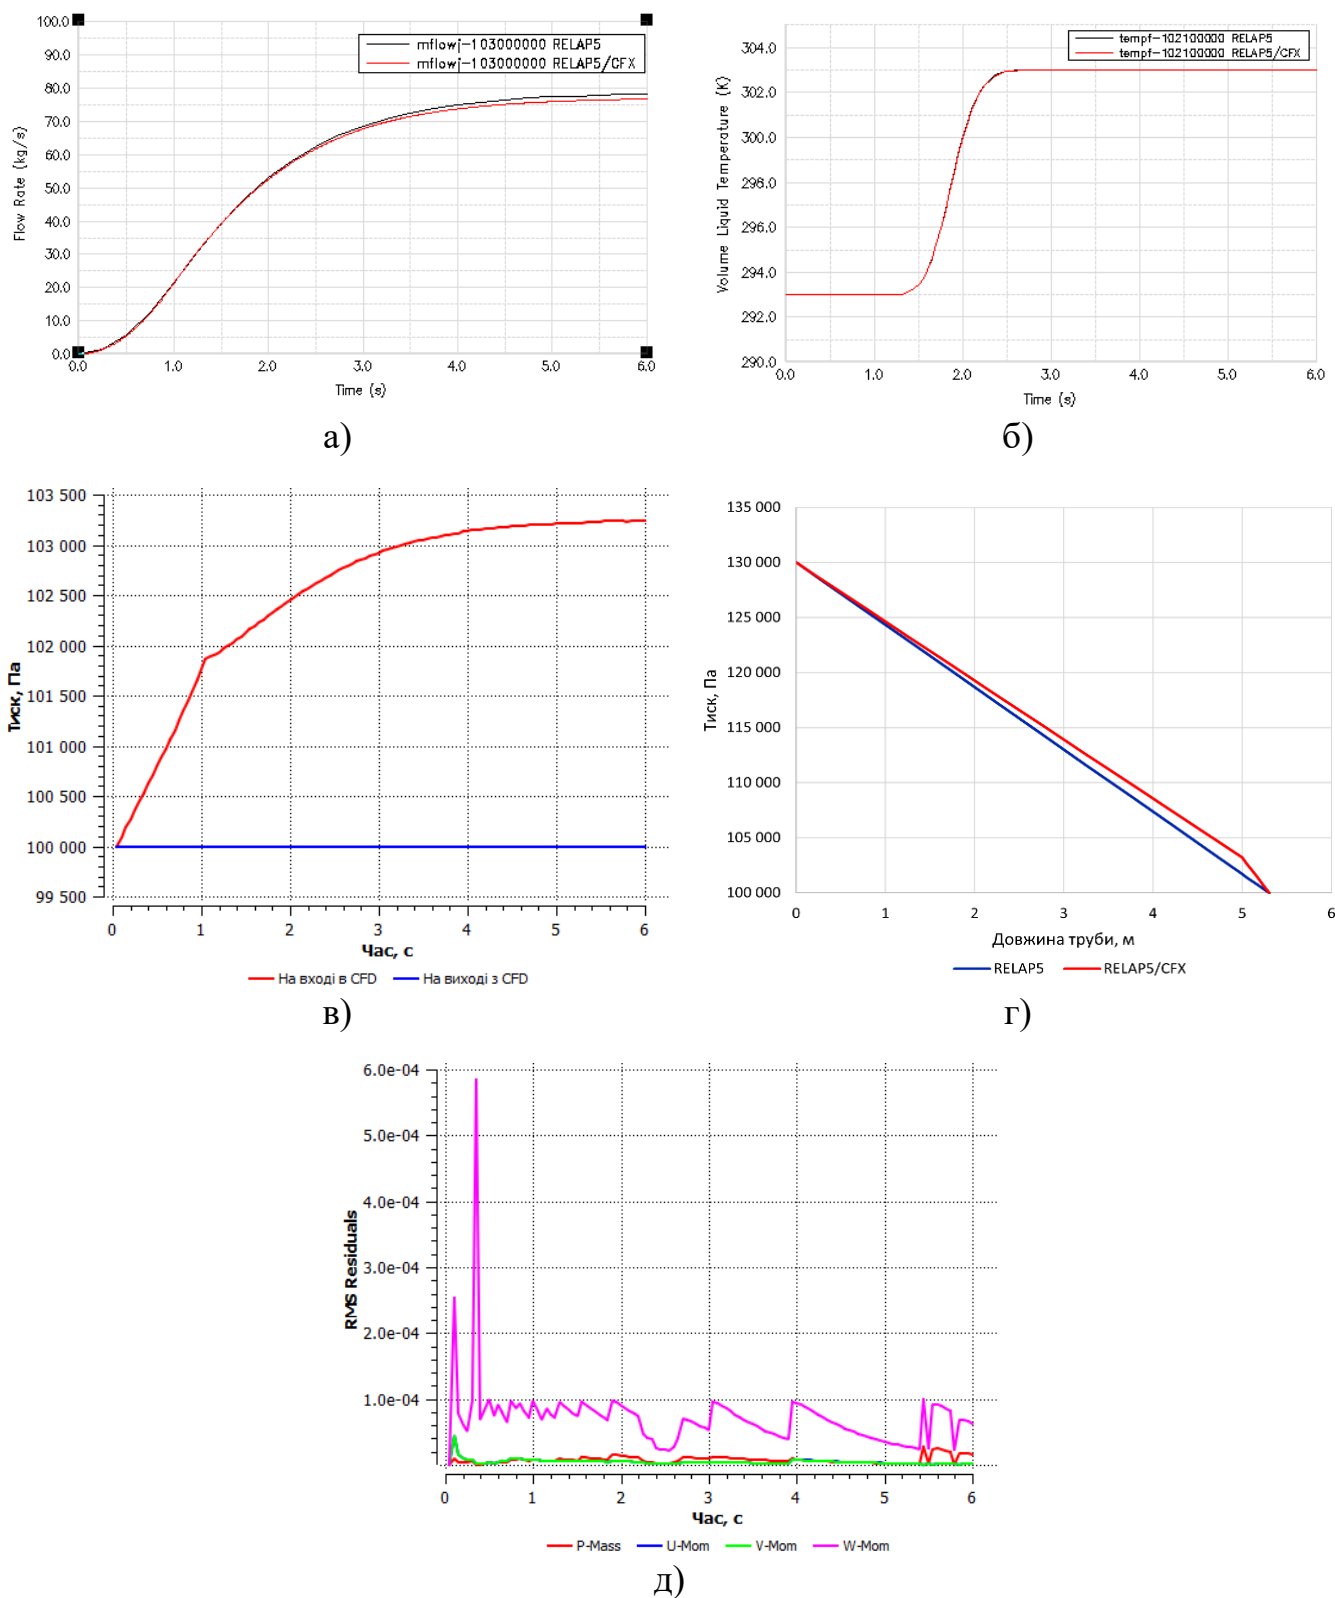 100.0
90.0
80.0
70.0
60.0
50.0
40.0
30.0
20.0
10.0
0.0
Flow Rate (kg/s)
mflowj-103000000 RELAP5
mflowj-103000000 RELAP5/CFX
0.0 1.0 2.0 3.0 4.0 5.0 6.0
Time (s)
а)
304.0
302.0
300.0
298.0
296.0
294.0
292.0
290.0
Volume Liquid Temperature (K)
tempf-102100000 RELAP5
tempf-102100000 RELAP5/CFX
0.0 1.0 2.0 3.0 4.0 5.0 6.0
Time (s)
б)
103 500
103 000
102 500
102 000
101 500
101 000
100 500
100 000
99 500
Тиск, Па
0 1 2 3 4 5 6
Час, с
На вході в CFD На виході з CFD
в)
135 000
130 000
125 000
120 000
115 000
110 000
105 000
100 000
Тиск, Па
0 1 2 3 4 5 6
Довжина труби, м
RELAP5 RELAP5/CFX
г)
6.0e-04
5.0e-04
4.0e-04
3.0e-04
2.0e-04
1.0e-04
RMS Residuals
0 1 2 3 4 5 6
Час, с
P-Mass U-Mom V-Mom W-Mom
д)